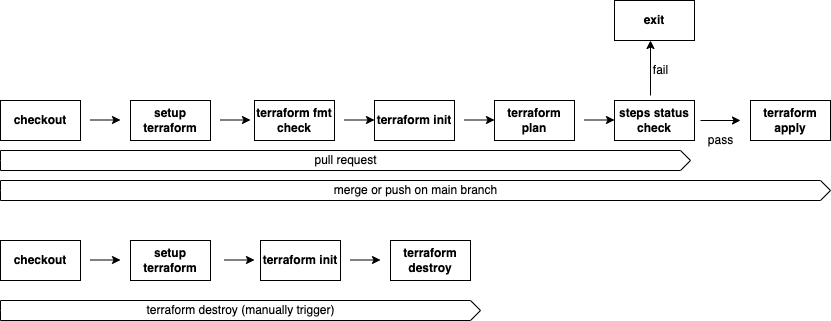 exit
fail
checkout
setup
terraform
terraform fmt
check
terraform init
terraform
plan
steps status
check
pass
terraform
apply
pull request
merge or push on main branch
checkout
setup
terraform
terraform init
terraform
destroy
terraform destroy (manually trigger)